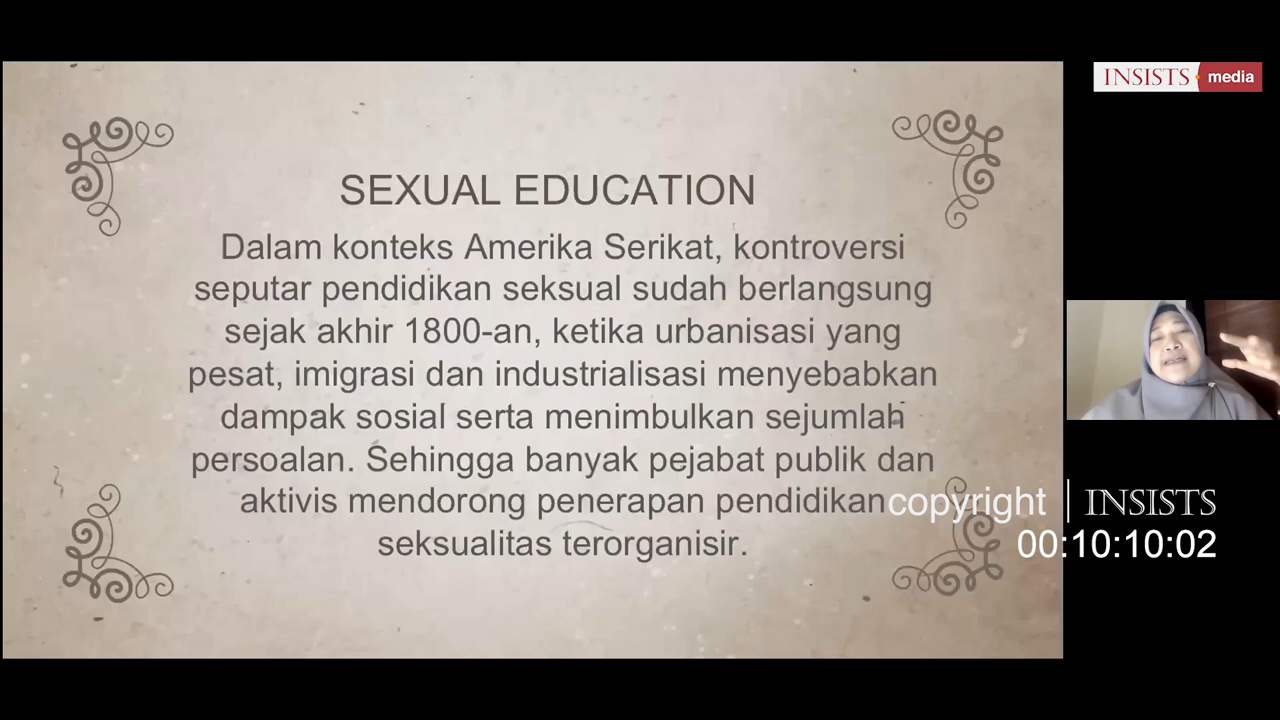 INSISTS media
SEXUAL EDUCATION
Dalam konteks Amerika Serikat, kontroversi
seputar pendidikan seksual sudah berlangsung
sejak akhir 1800-an, ketika urbanisasi yang
pesat, imigrasi dan industrialisasi menyebabkan
dampak sosial serta menimbulkan sejumlah
persoalan. Sehingga banyak pejabat publik dan
aktivis mendorong penerapan pendidikan
seksualitas terorganisir.
copyright | INSISTS
00:10:10:02